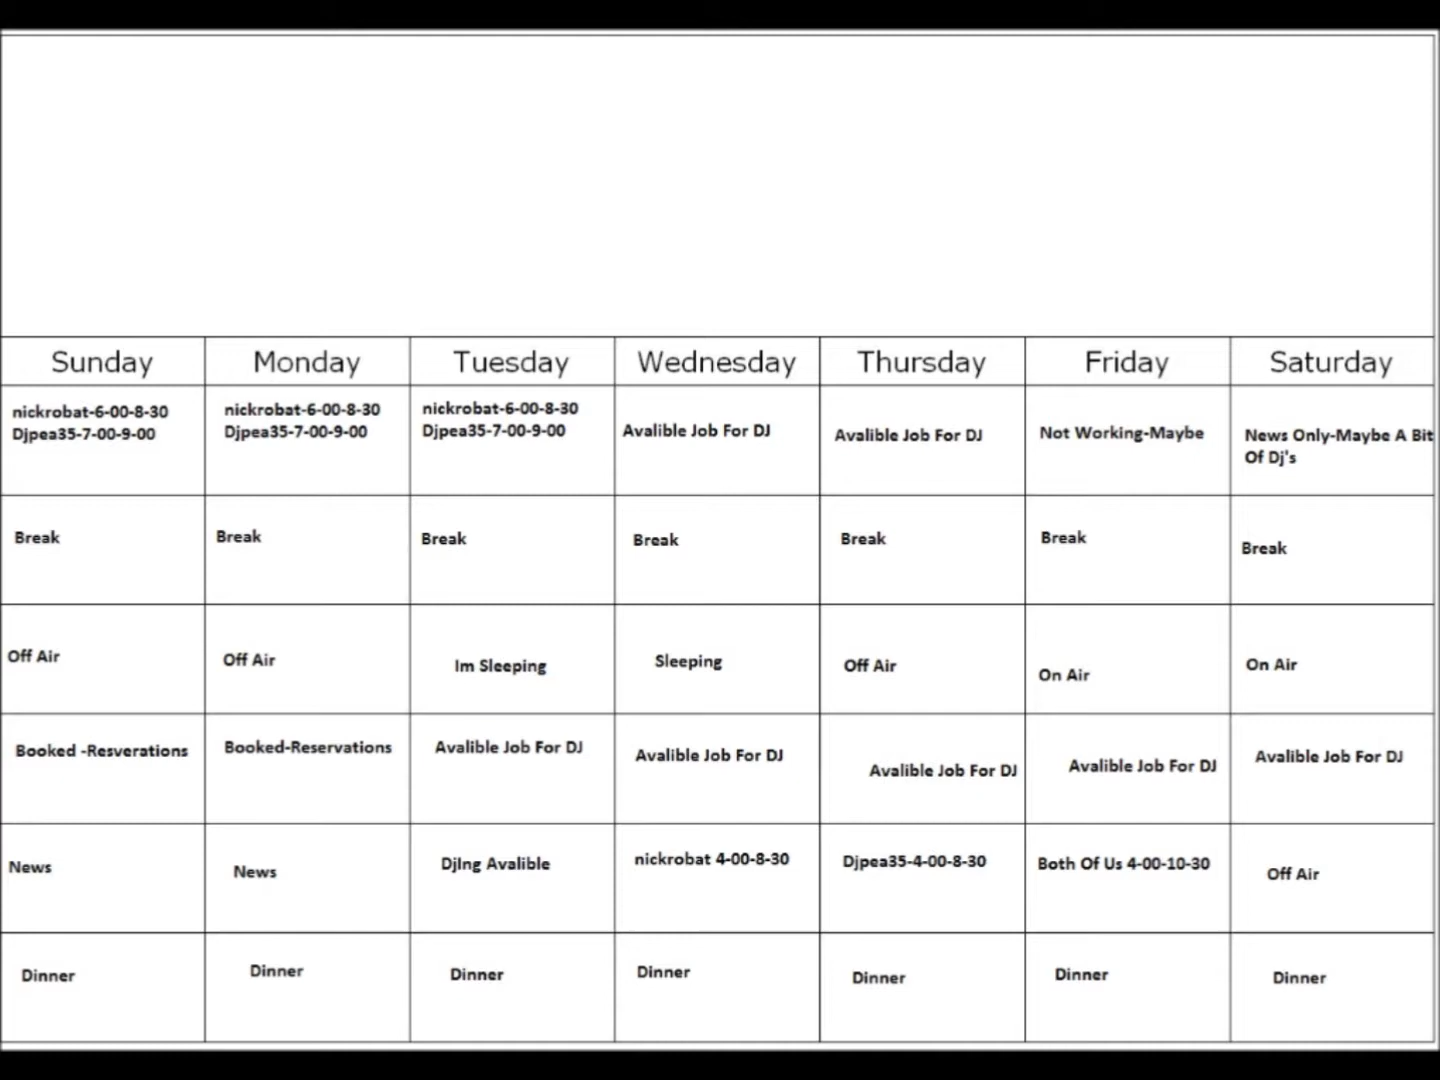 Sunday Monday Tuesday Wednesday Thursday Friday Saturday
nickrobat-6-00-8-30
Djpea35-7-00-9-00
nickrobat-6-00-8-30
Djpea35-7-00-9-00
nickrobat-6-00-8-30
Djpea35-7-00-9-00
Avalible Job For DJ
Avalible Job For DJ
Not Working-Maybe
News Only-Maybe A Bit
Of Dj's
Break Break Break Break Break Break Break
Off Air Off Air Im Sleeping Sleeping Off Air On Air On Air
Booked -Resverations Booked-Reservations Avalible Job For DJ Avalible Job For DJ Avalible Job For DJ Avalible Job For DJ Avalible Job For DJ
News News DjIng Avalible nickrobat 4-00-8-30 Djpea35-4-00-8-30 Both Of Us 4-00-10-30 Off Air
Dinner Dinner Dinner Dinner Dinner Dinner Dinner